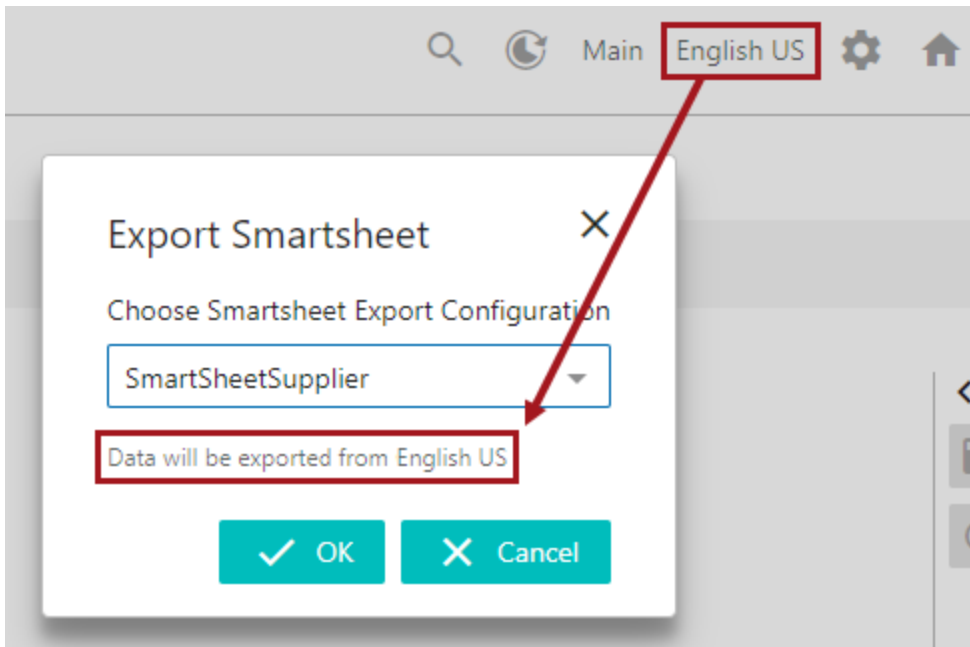 Main English US
Export Smartsheet
Choose Smartsheet Export Configuration
SmartSheetSupplier
Data will be exported from English US
OK Cancel